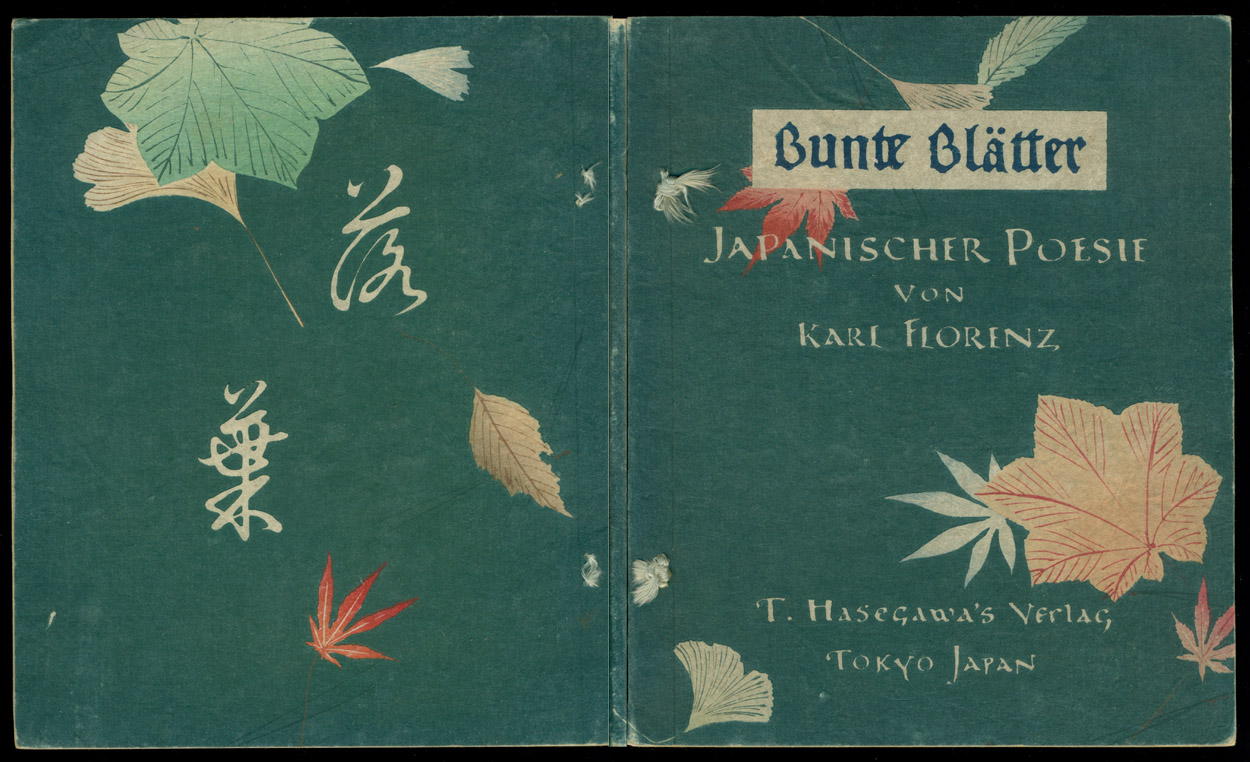 落
葉
Bunte Blätter
JAPANISCHER POESIE
VON
KARL FLORENZ
T. HASEGAWA'S VERLAG
TOKYO JAPAN